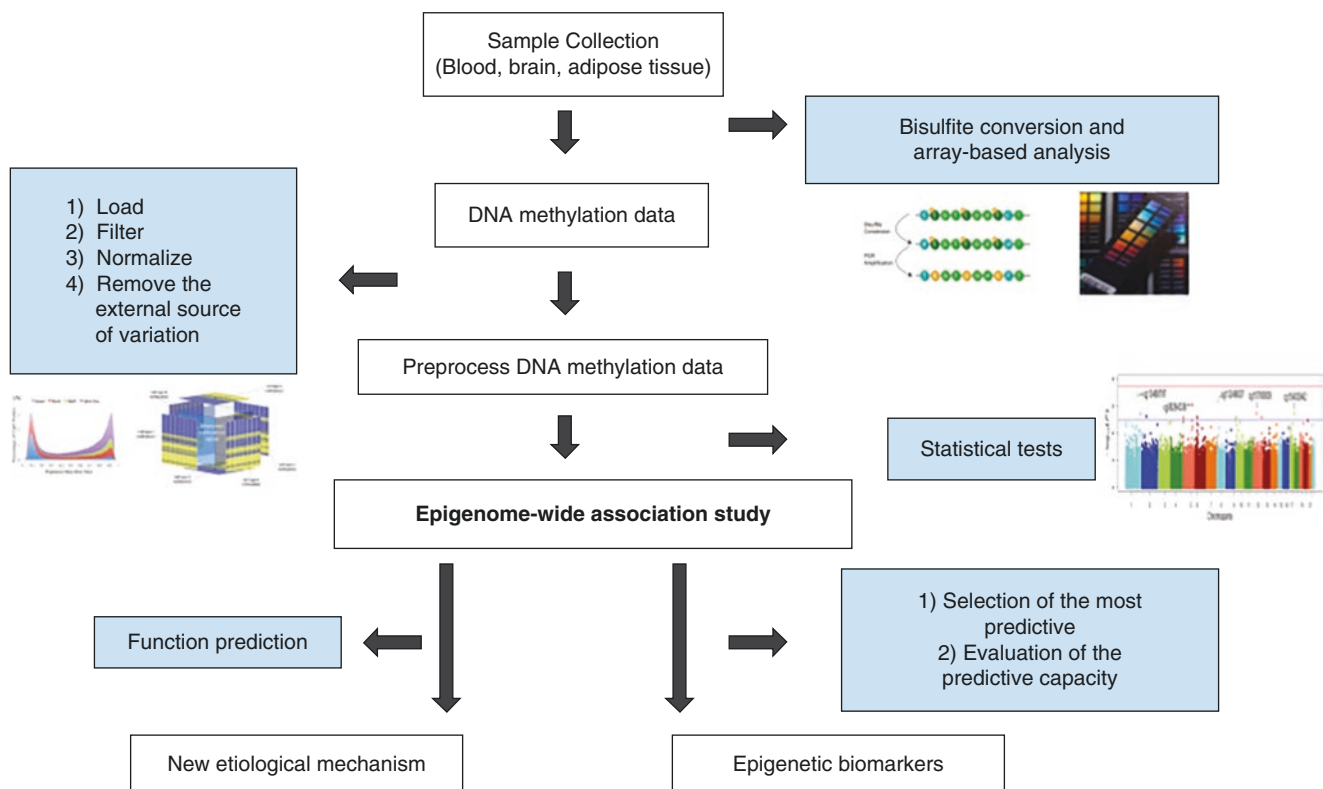 Sample Collection
(Blood, brain, adipose tissue)
Bisulfite conversion and
array-based analysis
1) Load
2) Filter
3) Normalize
4) Remove the
external source
of variation
DNA methylation data
Preprocess DNA methylation data
Statistical tests
Epigenome-wide association study
Function prediction
1) Selection of the most
predictive
2) Evaluation of the
predictive capacity
New etiological mechanism
Epigenetic biomarkers